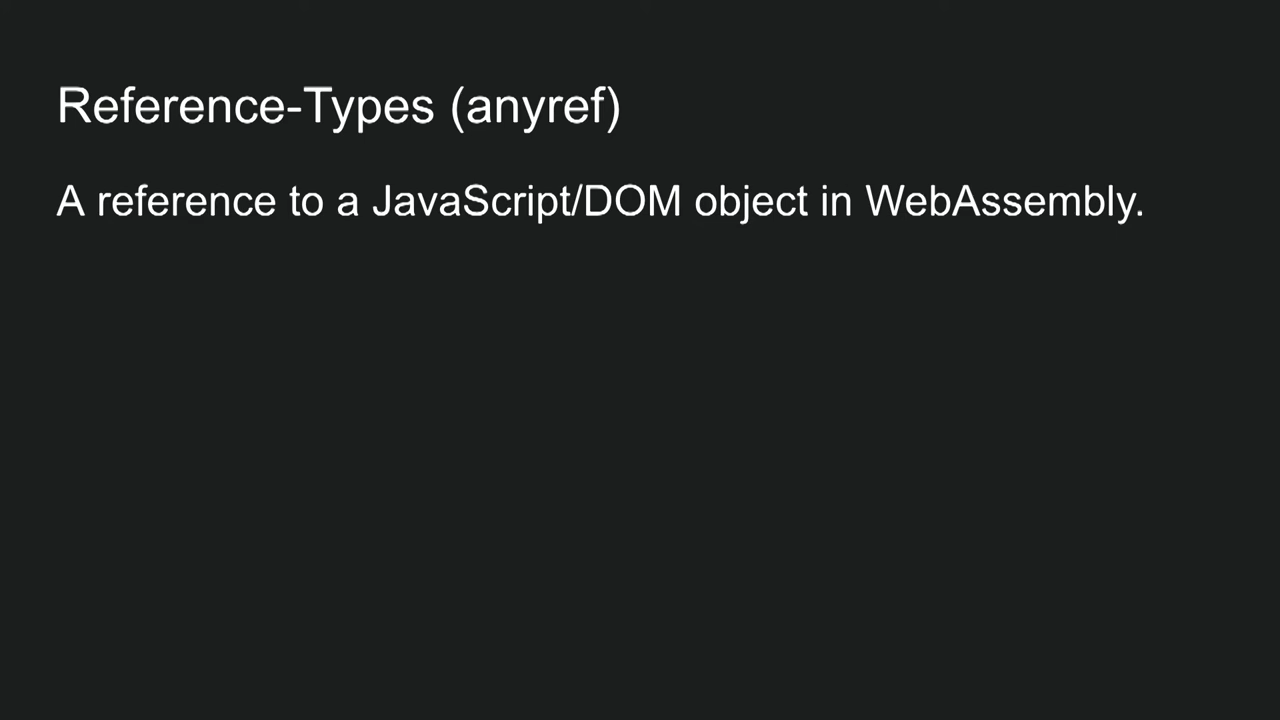 Reference-Types (anyref)
A reference to a JavaScript/DOM object in WebAssembly.